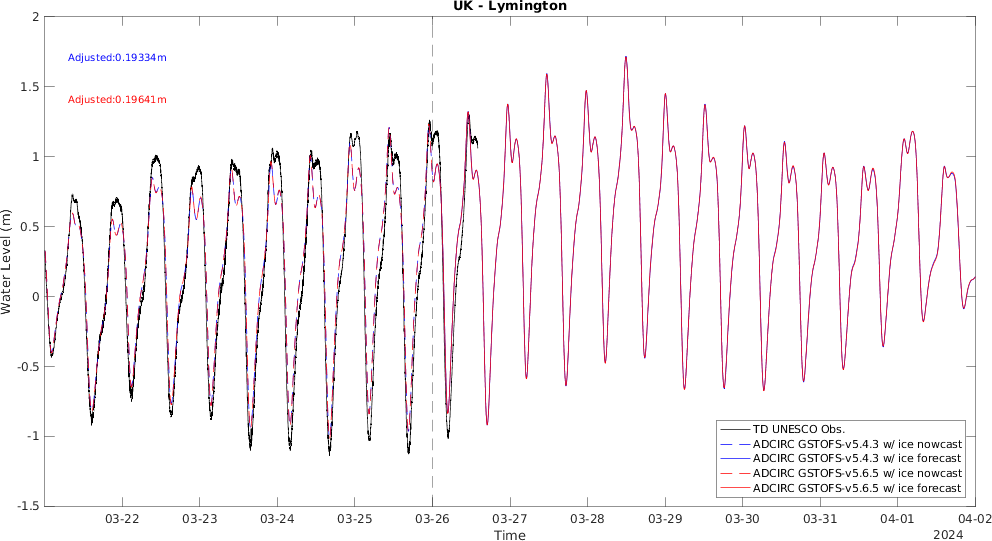 UK - Lymington
Adjusted:0.19334m
Adjusted:0.19641m
Water Level (m)
2
1.5
1
0.5
0
-0.5
-1
-1.5
TD UNESCO Obs.
ADCIRC GSTOFS-v5.4.3 w/ ice nowcast
ADCIRC GSTOFS-v5.4.3 w/ ice forecast
ADCIRC GSTOFS-v5.6.5 w/ ice nowcast
ADCIRC GSTOFS-v5.6.5 w/ ice forecast
03-22 03-23 03-24 03-25 03-26 03-27 03-28 03-29 03-30 03-31 04-01 04-02
Time
2024